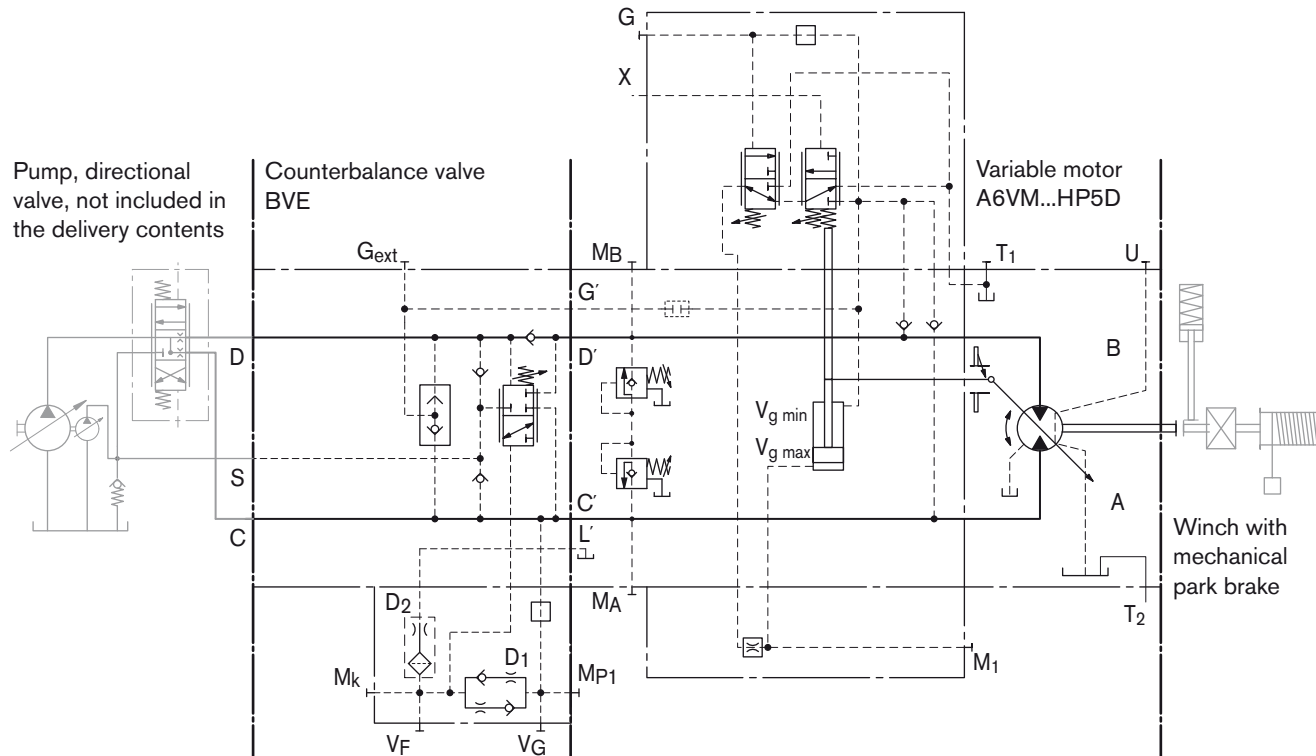 G
X
Pump, directional
valve, not included in
the delivery contents
Counterbalance valve
BVE
Variable motor
A6VM...HP5D
Gext
MB
T1
U
G'
D
D'
B
Vg min
Vg max
S
C'
A
C
L'
Winch with
mechanical
park brake
D2
MA
T2
D1
M1
Mk
MP1
VF
VG